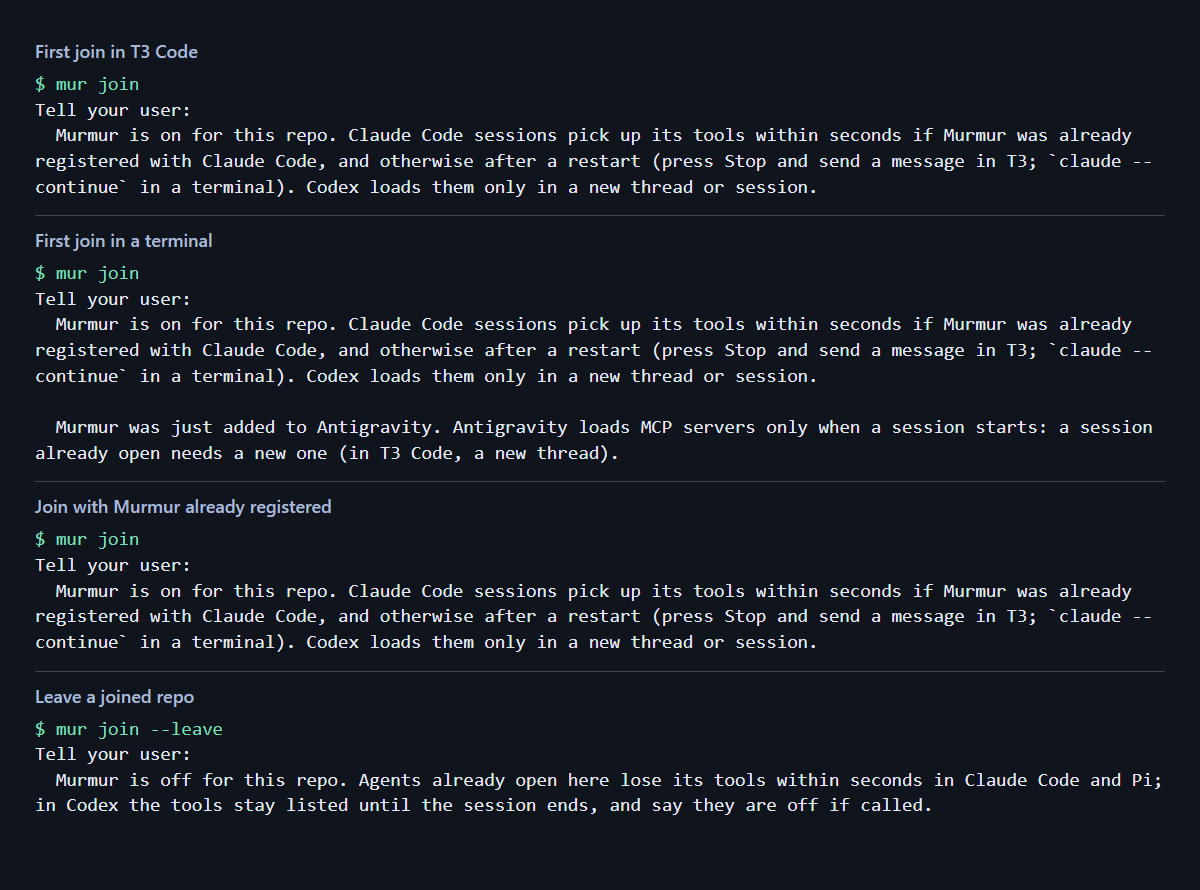 First join in T3 Code
$ mur join
Tell your user:
  Murmur is on for this repo. Claude Code sessions pick up its tools within seconds if Murmur was already
registered with Claude Code, and otherwise after a restart (press Stop and send a message in T3; `claude --
continue` in a terminal). Codex loads them only in a new thread or session.
First join in a terminal
$ mur join
Tell your user:
  Murmur is on for this repo. Claude Code sessions pick up its tools within seconds if Murmur was already
registered with Claude Code, and otherwise after a restart (press Stop and send a message in T3; `claude --
continue` in a terminal). Codex loads them only in a new thread or session.
  Murmur was just added to Antigravity. Antigravity loads MCP servers only when a session starts: a session
already open needs a new one (in T3 Code, a new thread).
Join with Murmur already registered
$ mur join
Tell your user:
  Murmur is on for this repo. Claude Code sessions pick up its tools within seconds if Murmur was already
registered with Claude Code, and otherwise after a restart (press Stop and send a message in T3; `claude --
continue` in a terminal). Codex loads them only in a new thread or session.
Leave a joined repo
$ mur join --leave
Tell your user:
  Murmur is off for this repo. Agents already open here lose its tools within seconds in Claude Code and Pi;
in Codex the tools stay listed until the session ends, and say they are off if called.